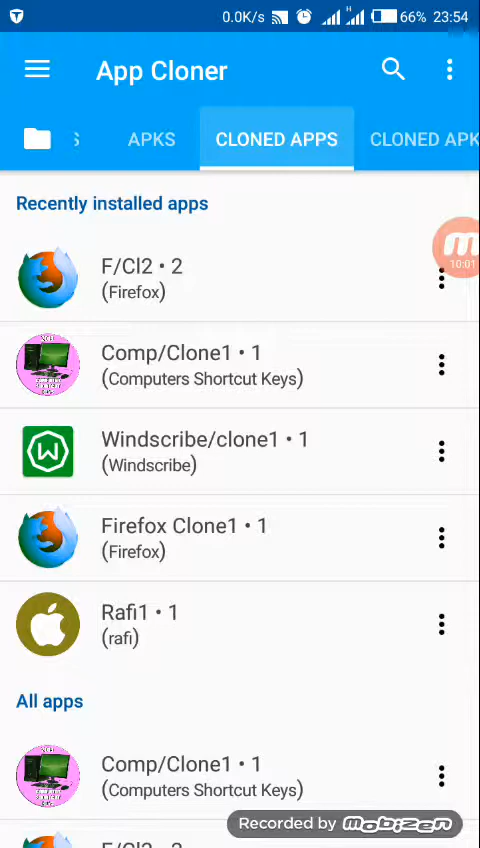 0.0K/s H 66% 23:54
App Cloner
S APKS CLONED APPS CLONED APK
Recently installed apps
F/Cl2 • 2
(Firefox)
10:01
Comp/Clone1 • 1
(Computers Shortcut Keys)
Windscribe/clone1 • 1
(Windscribe)
Firefox Clone1 • 1
(Firefox)
Rafi1 • 1
(rafi)
All apps
Comp/Clone1 • 1
(Computers Shortcut Keys)
Recorded by mobizen